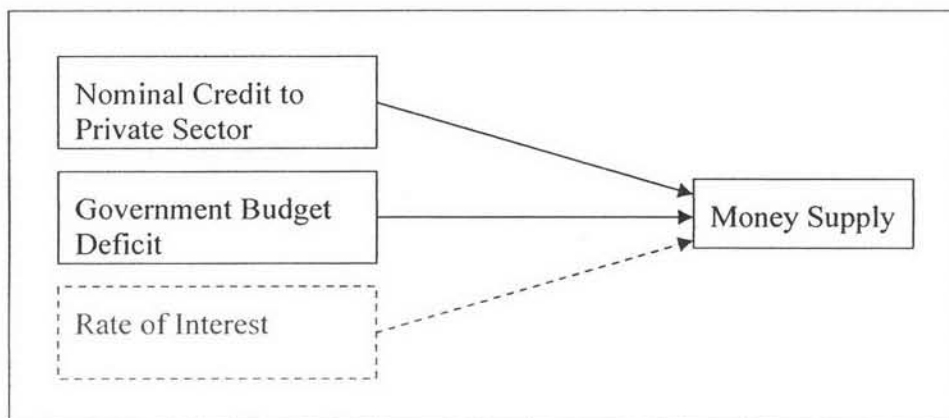 Nominal Credit to
Private Sector
Government Budget
Deficit
Money Supply
Rate of Interest